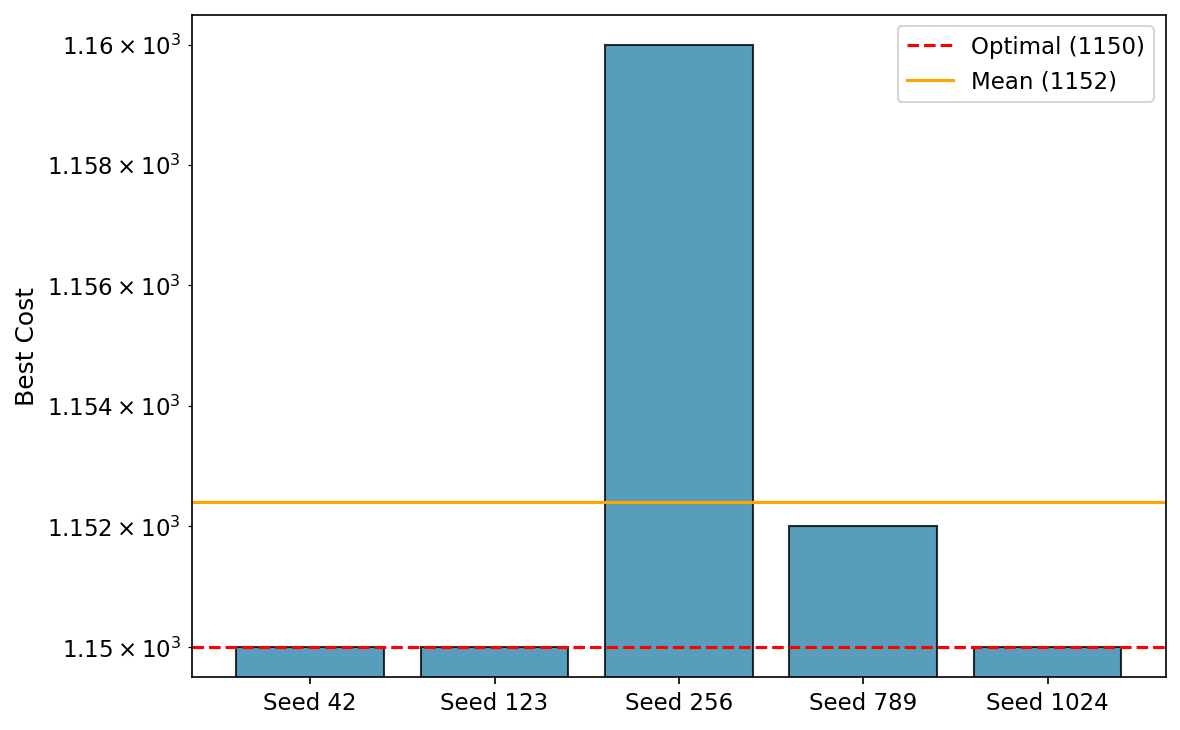 1.16 × 10³
1.158 × 10³
1.156 × 10³
1.154 × 10³
1.152 × 10³
1.15 × 10³
Best Cost
Optimal (1150)
Mean (1152)
Seed 42 Seed 123 Seed 256 Seed 789 Seed 1024